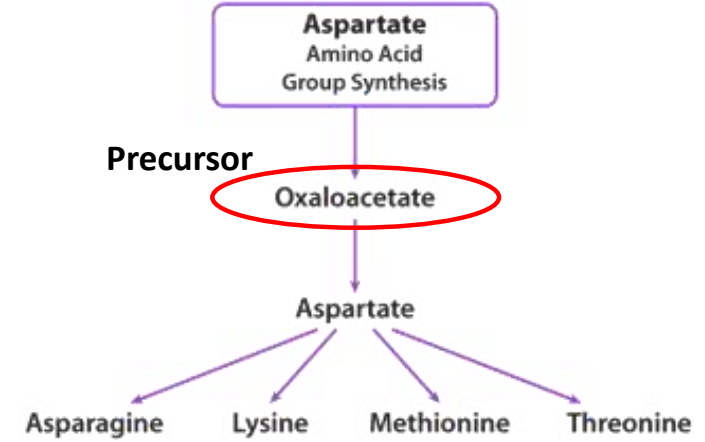 Aspartate
Amino Acid
Group Synthesis
Precursor
Oxaloacetate
Aspartate
Asparagine Lysine Methionine Threonine